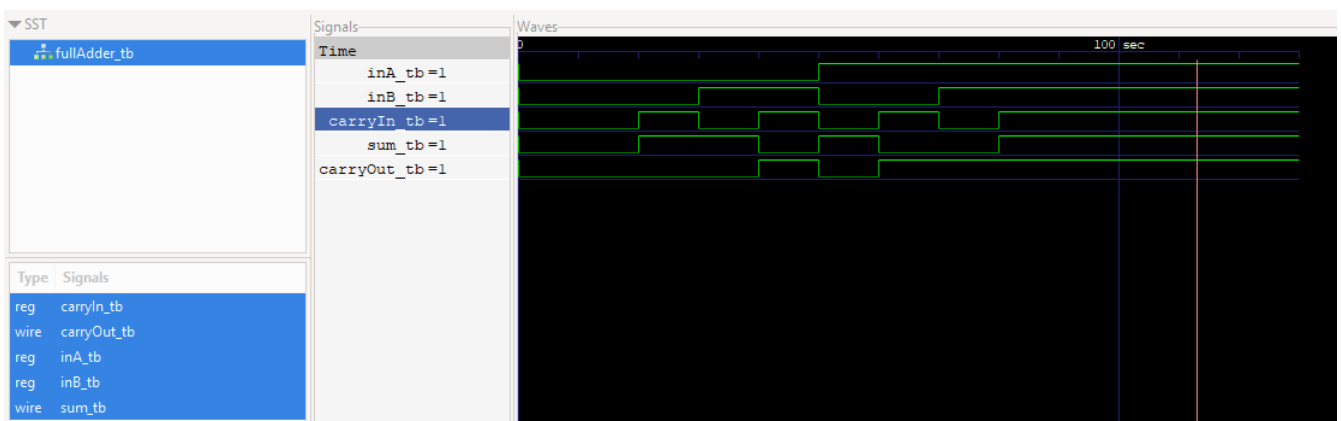 SST
fullAdder_tb
Type Signals
reg carryIn_tb
wire carryOut_tb
reg inA_tb
reg inB_tb
wire sum_tb
Signals
Time
inA_tb=1
inB_tb=1
carryIn_tb=1
sum_tb=1
carryOut_tb=1
Waves
0 100 sec